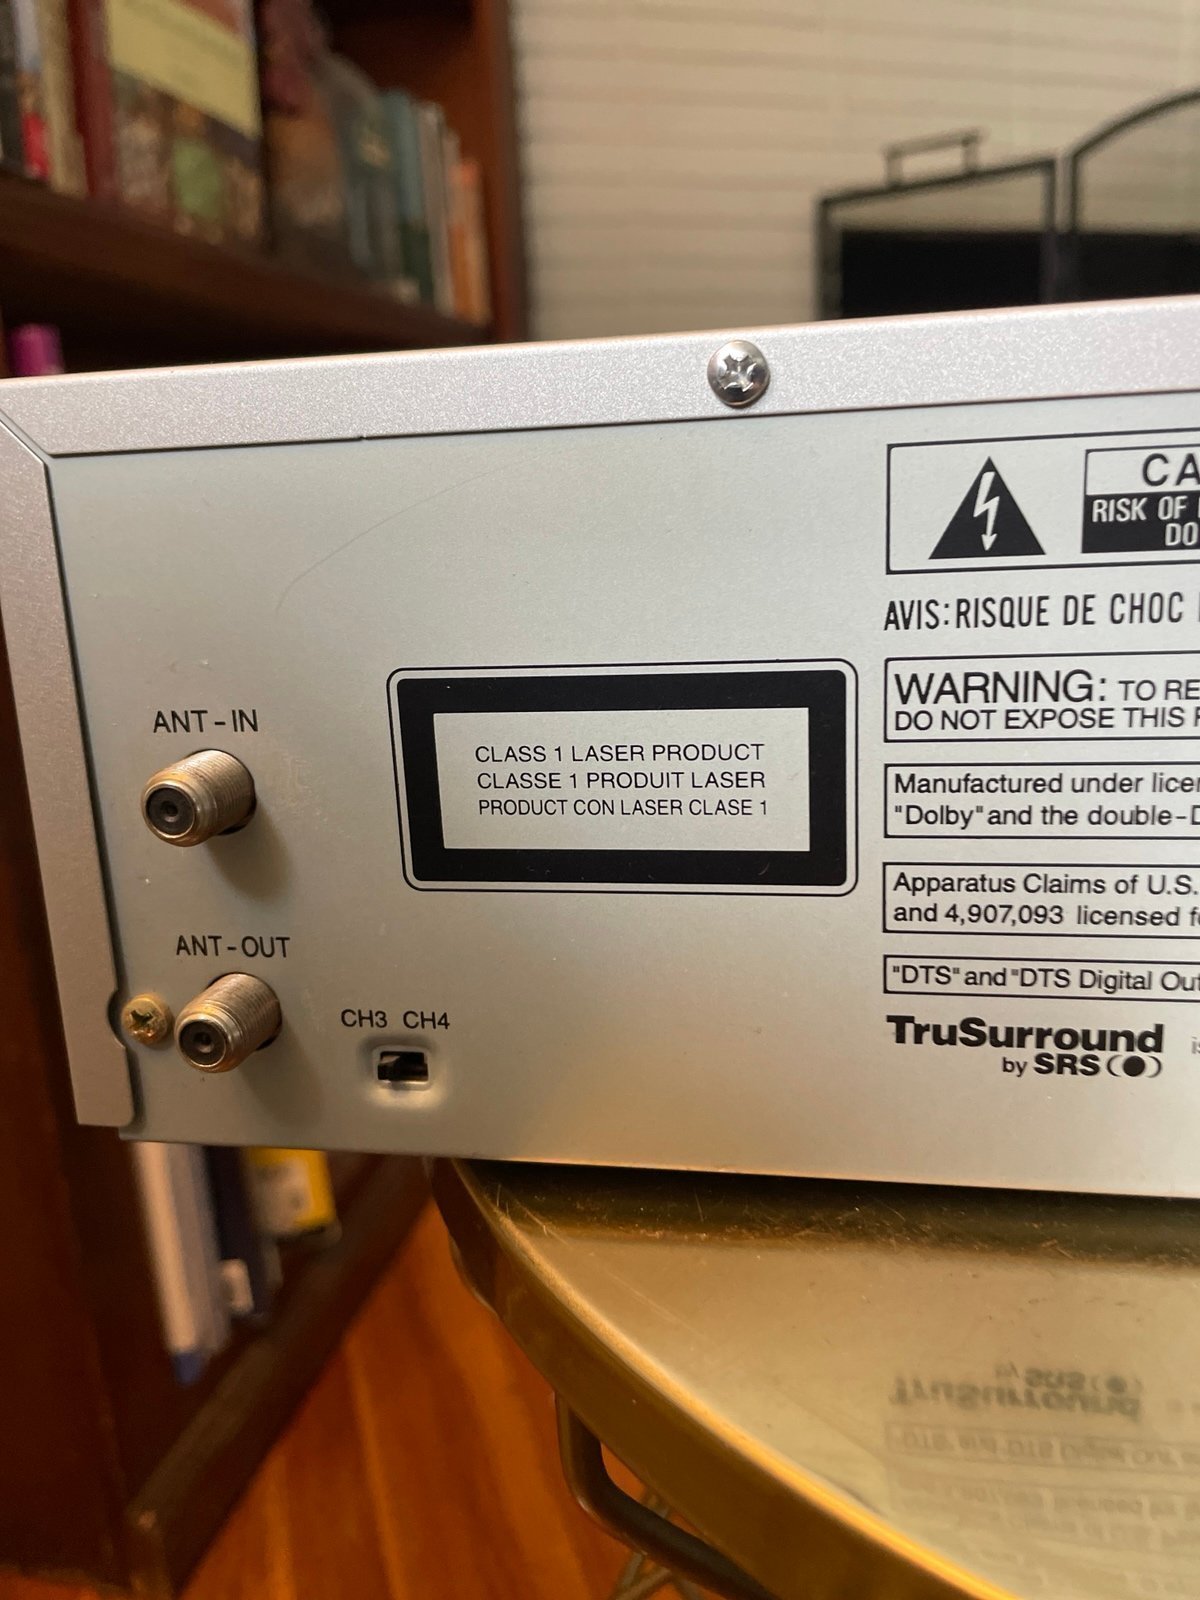 ANT-IN
ANT-OUT
CH3 CH4
CLASS 1 LASER PRODUCT
CLASSE 1 PRODUIT LASER
PRODUCT CON LASER CLASE 1
CA
RISK OF
DO
AVIS: RISQUE DE CHOC
WARNING: TO RE
DO NOT EXPOSE THIS
Manufactured under licen
"Dolby" and the double-D
Apparatus Claims of U.S.
and 4,907,093 licensed fo
"DTS" and "DTS Digital Out
TruSurround
by SRS